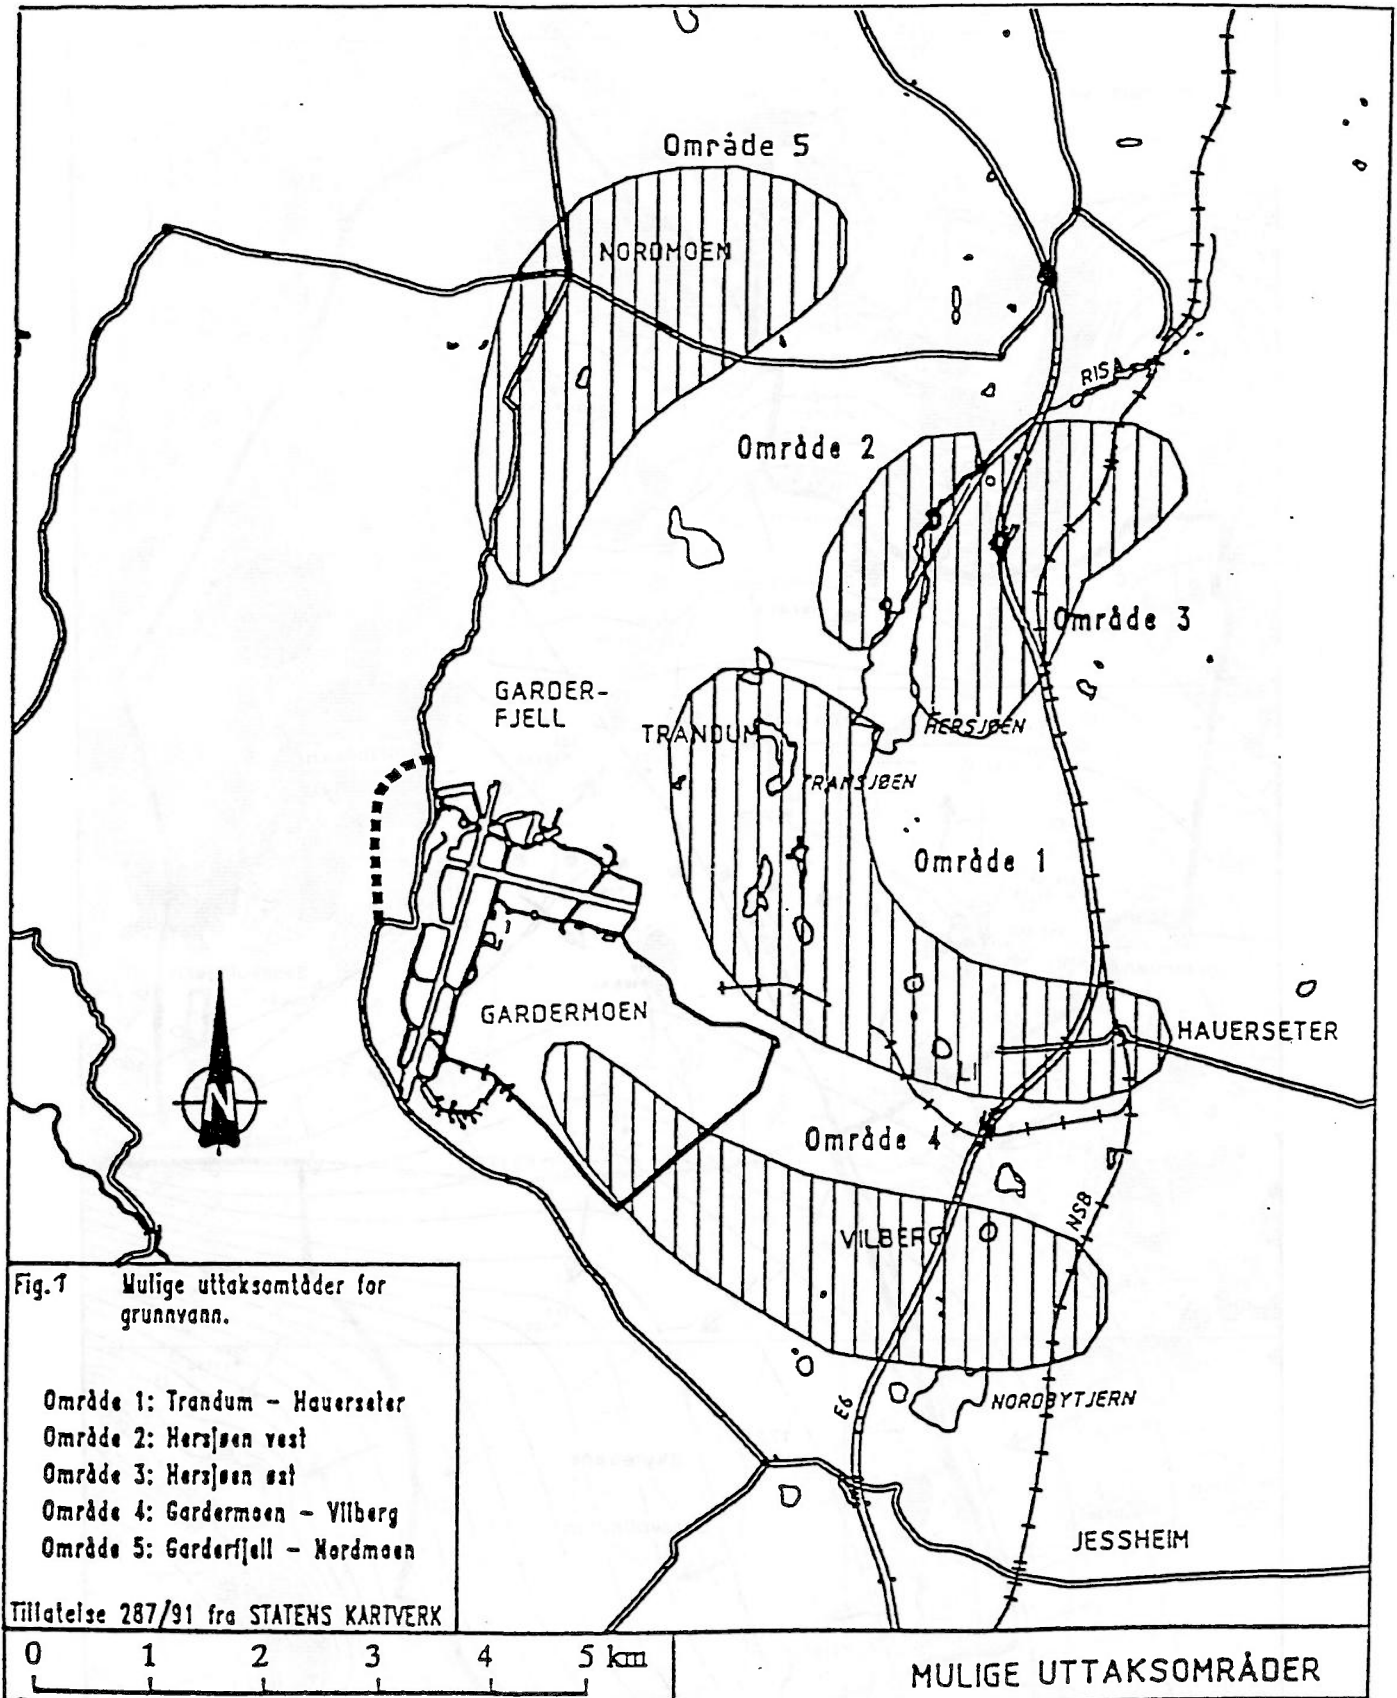 Område 5
NORDMOEN
RISA
Område 2
Område 3
GARDER-
FJELL
TRANDUM
HERSJØEN
TRANSJØEN
Område 1
GARDERMOEN
HAUERSETER
N
Område 4
VILBERG
NSB
E6
NORDBYTJERN
JESSHEIM
Fig.1 Mulige uttaksområder for
grunnvann.
Område 1: Trandum - Hauerseter
Område 2: Hersjøen vest
Område 3: Hersjøen øst
Område 4: Gardermoen - Vilberg
Område 5: Garderfjell - Nordmoen
Tillatelse 287/91 fra STATENS KARTVERK
0 1 2 3 4 5 km
MULIGE UTTAKSOMRÅDER